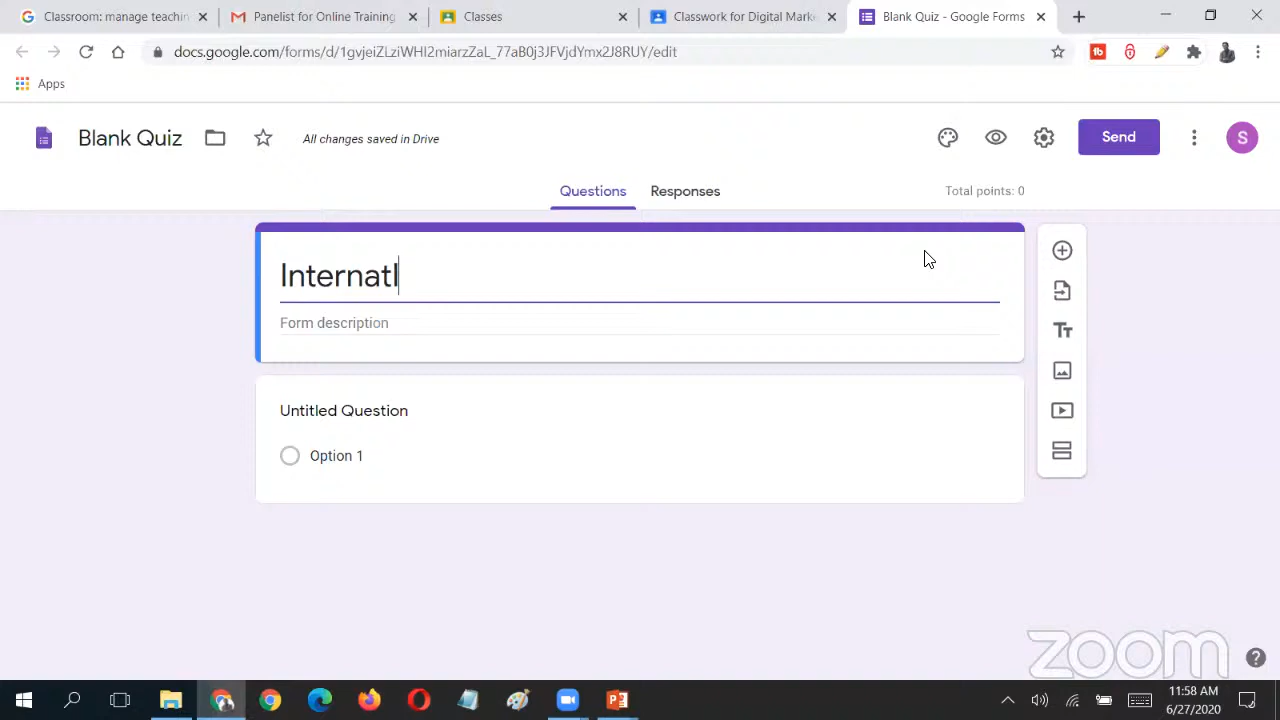 Classroom: manage teachin
Panelist for Online Training
Classes
Classwork for Digital Marke
Blank Quiz - Google Forms
docs.google.com/forms/d/1gvjeiZLziWHI2miarzZaL_77aB0j3JFVjdYmx2J8RUY/edit
Apps
Blank Quiz
All changes saved in Drive
Send
S
Questions
Responses
Total points: 0
Internatl
Form description
Untitled Question
Option 1
zoom
11:58 AM
6/27/2020